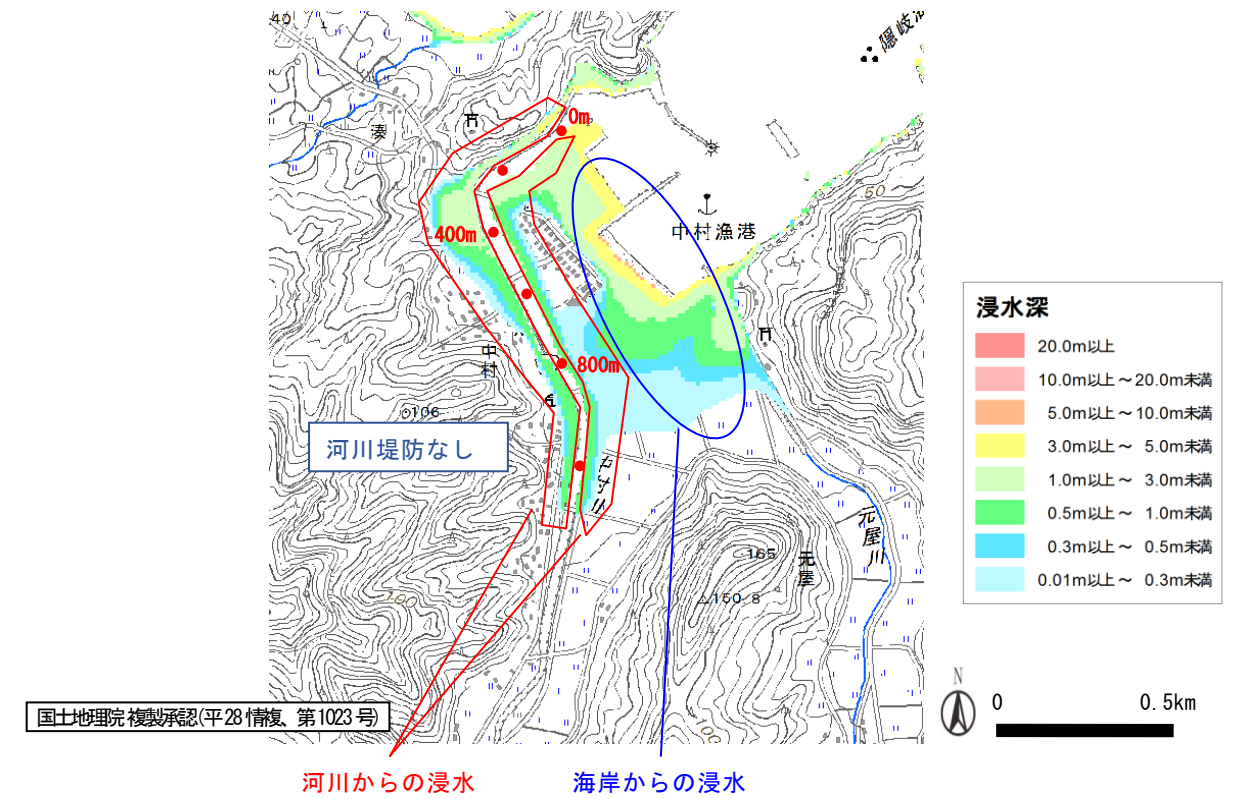 40
隠岐
湊
0m
50
400m
中村漁港
中村
800m
106
河川堤防なし
元屋川
165
元屋
150.8
100
100
浸水深
20.0m以上
10.0m以上～20.0m未満
5.0m以上～10.0m未満
3.0m以上～ 5.0m未満
1.0m以上～ 3.0m未満
0.5m以上～ 1.0m未満
0.3m以上～ 0.5m未満
0.01m以上～ 0.3m未満
N
0 0.5km
国土地理院 複製承認(平28情複、第1023号)
河川からの浸水 海岸からの浸水